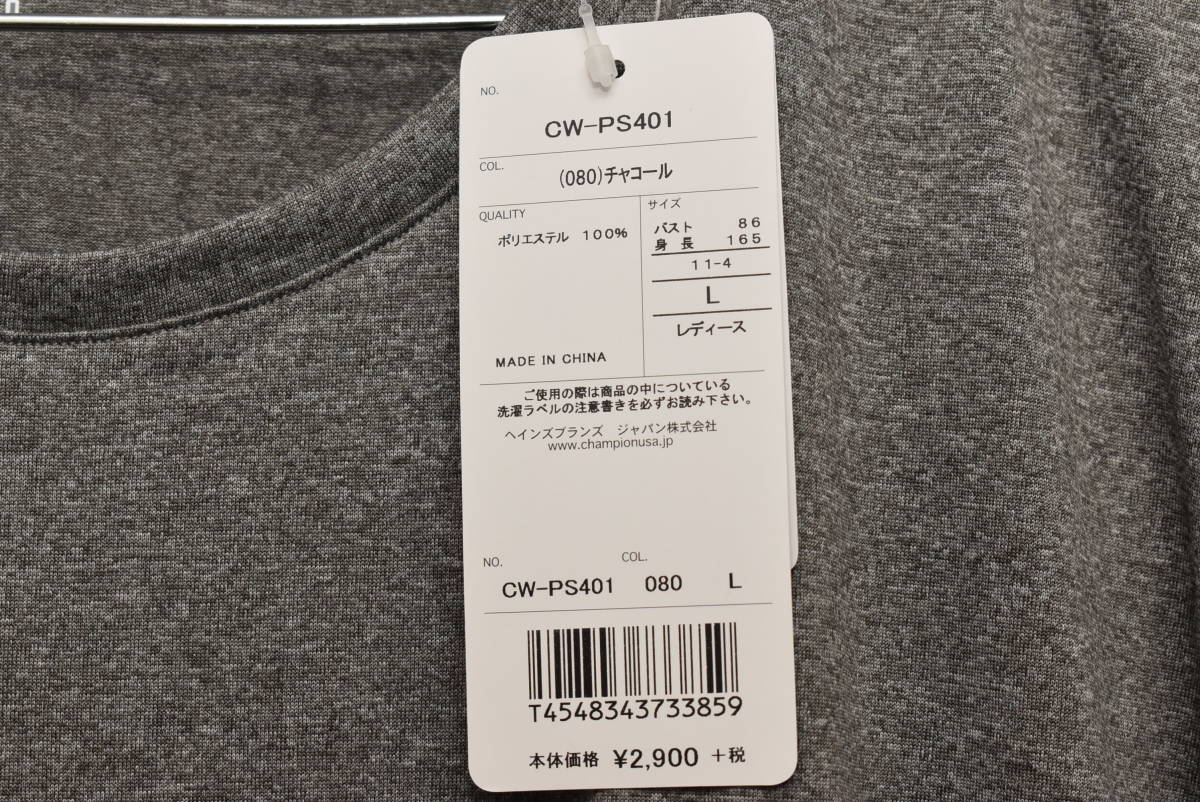 NO.
CW-PS401
COL.
(080)チャコール
QUALITY
ポリエステル 100%
MADE IN CHINA
サイズ
バスト 86
身長 165
11-4
L
レディース
ご使用の際は商品の中についている
洗濯ラベルの注意書きを必ずお読み下さい。
ヘインズブランズ ジャパン株式会社
www.championusa.jp
NO. COL.
CW-PS401 080 L
T4548343733859
本体価格 ¥2,900 +税